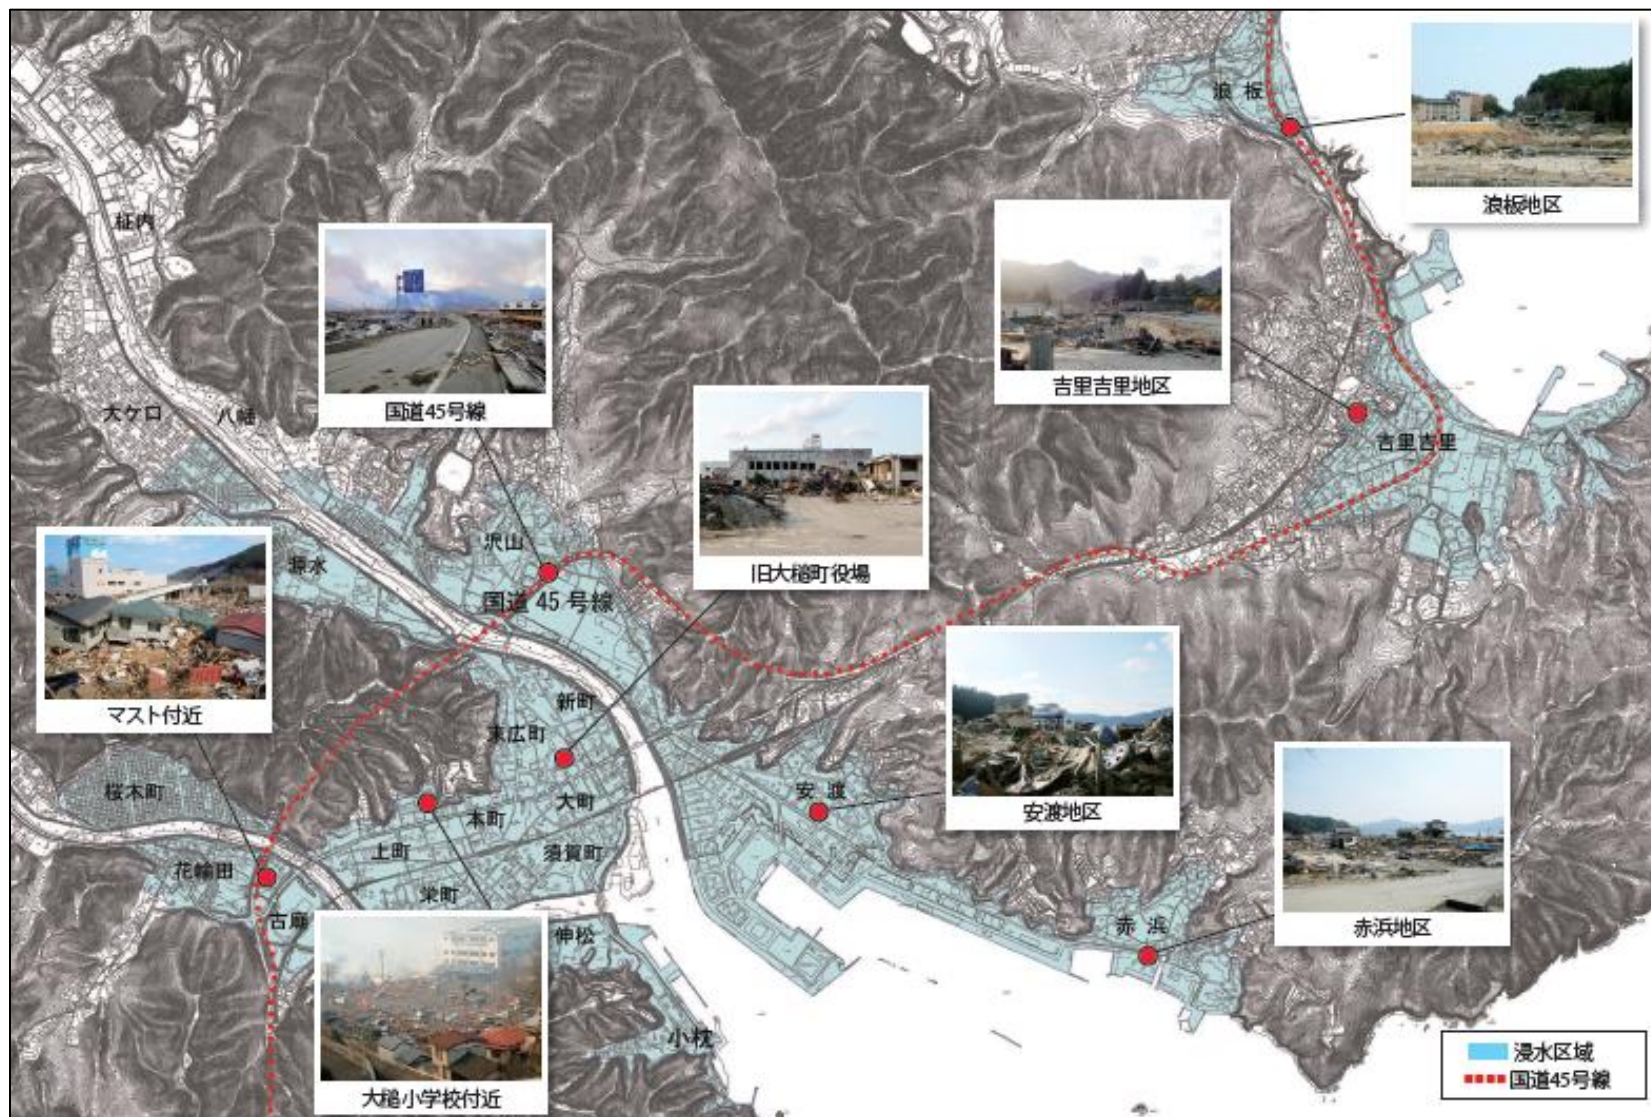 浪板
浪板地区
柾内
国道45号線
吉里吉里地区
大ケ口
八幡
吉里吉里
沢山
旧大槌町役場
源水
国道 45 号線
マスト付近
新町
末広町
桜木町
安渡
安渡地区
大町
本町
上町
須賀町
花輪田
栄町
古廟
伸松
赤浜
赤浜地区
小枕
大槌小学校付近
浸水区域
国道45号線